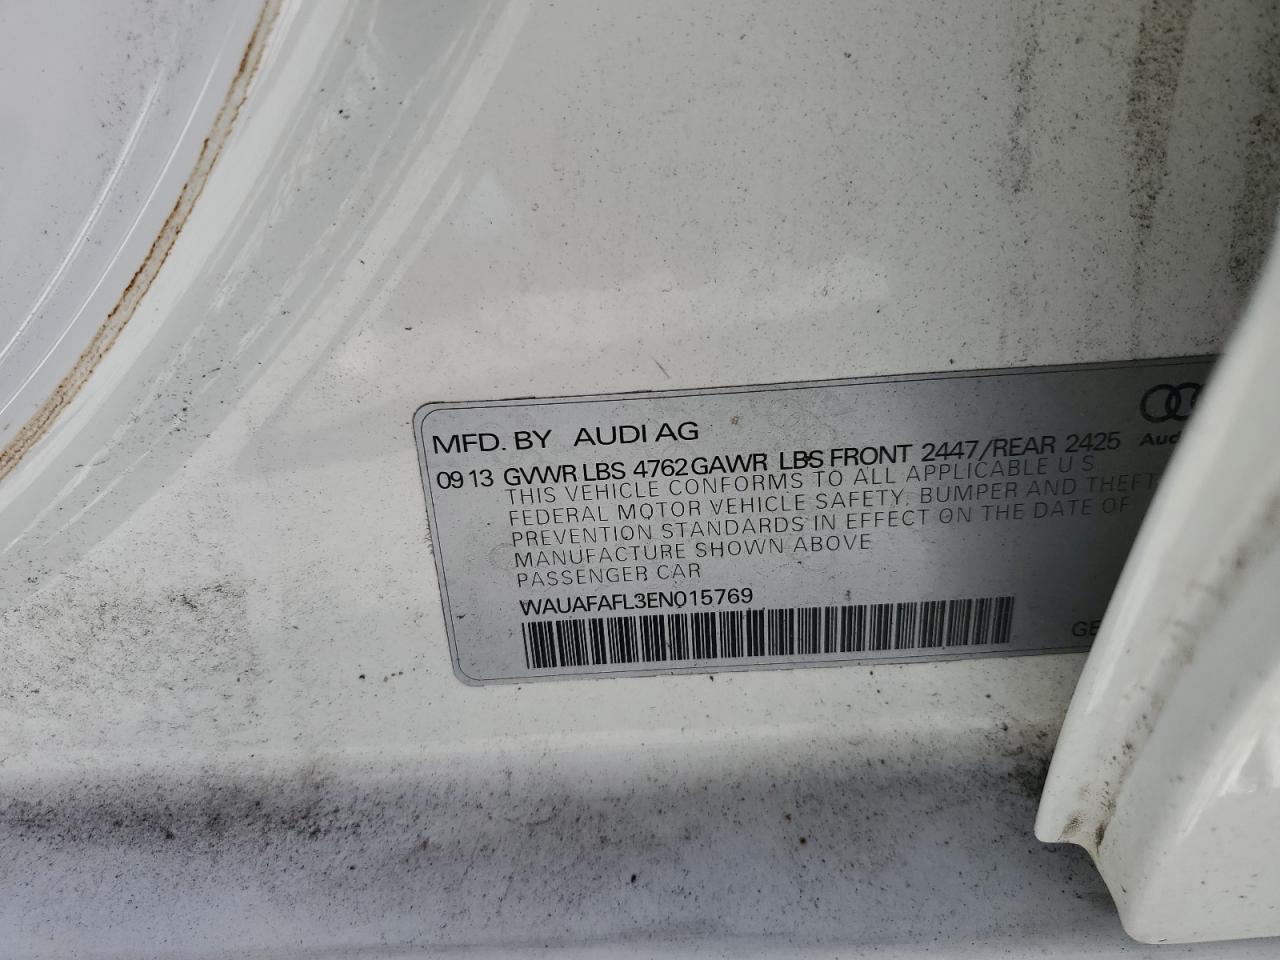 MFD. BY AUDI AG
09 13 GVWR LBS 4762 GAWR LBS FRONT 2447/REAR 2425
Aud
THIS VEHICLE CONFORMS TO ALL APPLICABLE U S
FEDERAL MOTOR VEHICLE SAFETY, BUMPER AND THEFT
PREVENTION STANDARDS IN EFFECT ON THE DATE OF
MANUFACTURE SHOWN ABOVE
PASSENGER CAR
WAUAFAFL3EN015769
GE